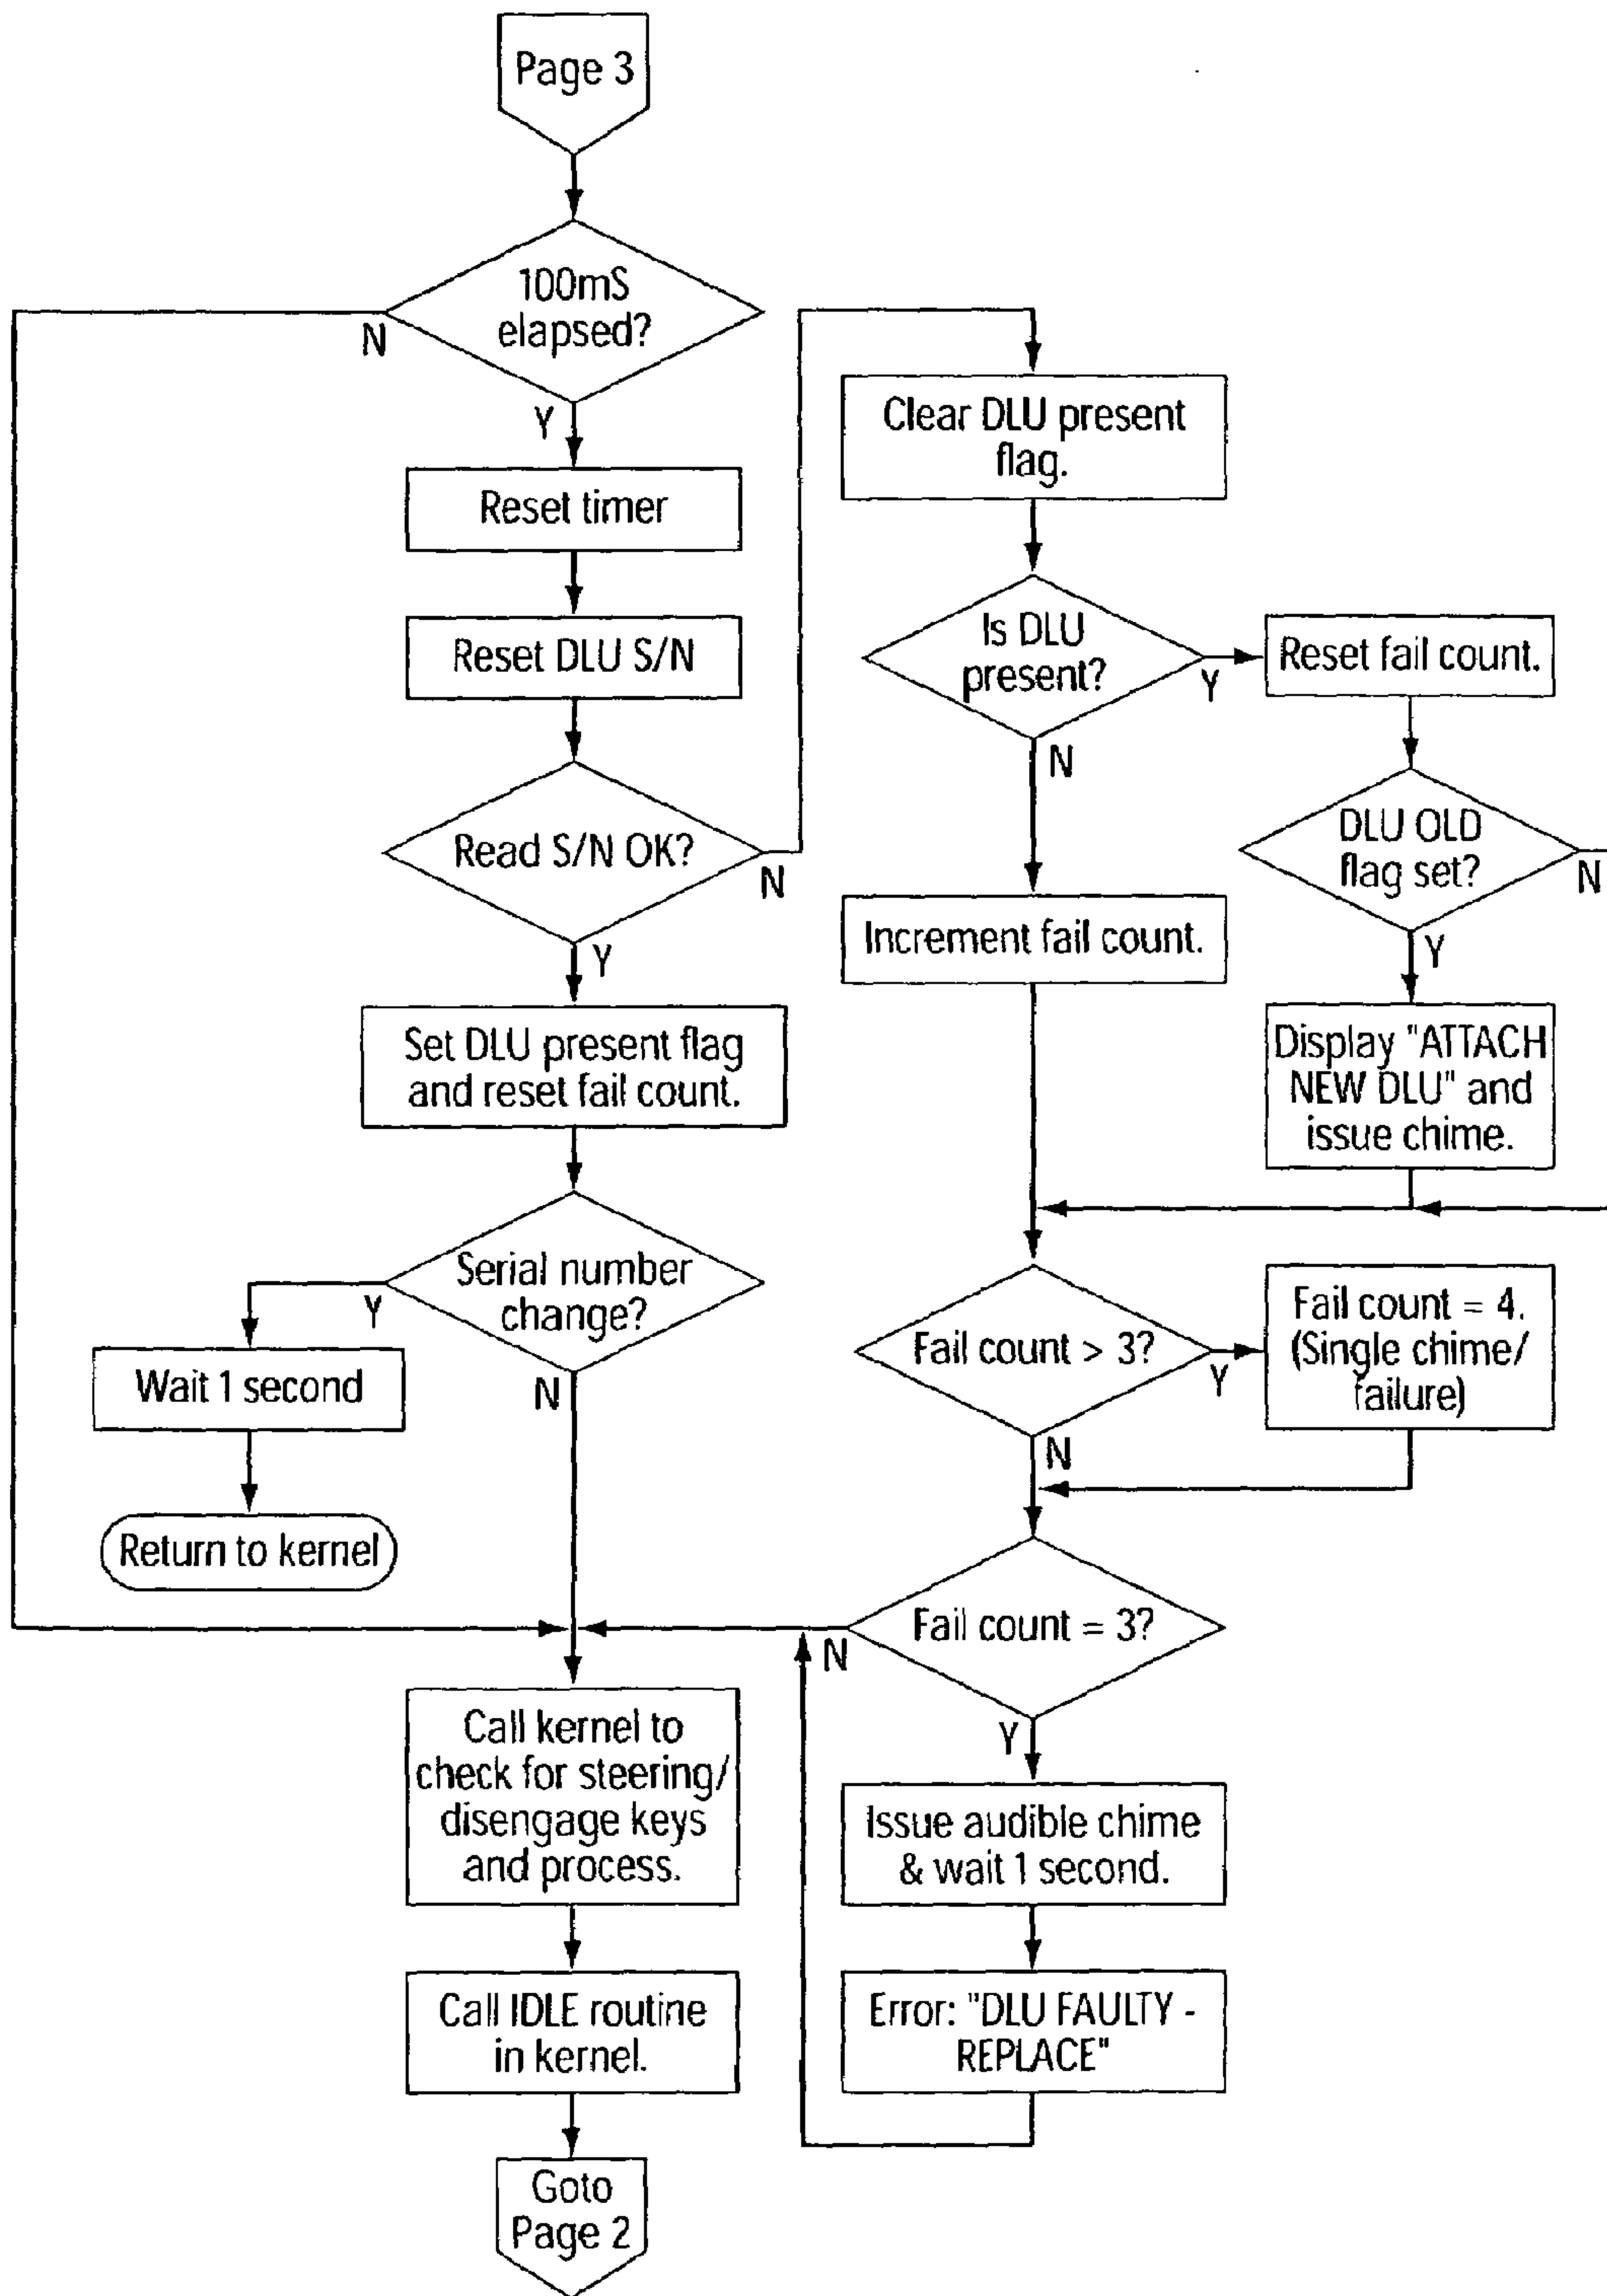 Page 3
100mS
elapsed?
N
Y
Reset timer
Reset DLU S/N
Read S/N OK?
N
Y
Set DLU present flag
and reset fail count.
Serial number
change?
Y
N
Wait 1 second
Return to kernel
Call kernel to
check for steering/
disengage keys
and process.
Call IDLE routine
in kernel.
Goto
Page 2
Clear DLU present
flag.
Is DLU
present?
Y
N
Reset fail count.
DLU OLD
flag set?
N
Y
Display "ATTACH
NEW DLU" and
issue chime.
Increment fail count.
Fail count > 3?
Y
N
Fail count = 4.
(Single chime/
failure)
Fail count = 3?
N
Y
Issue audible chime
& wait 1 second.
Error: "DLU FAULTY -
REPLACE"